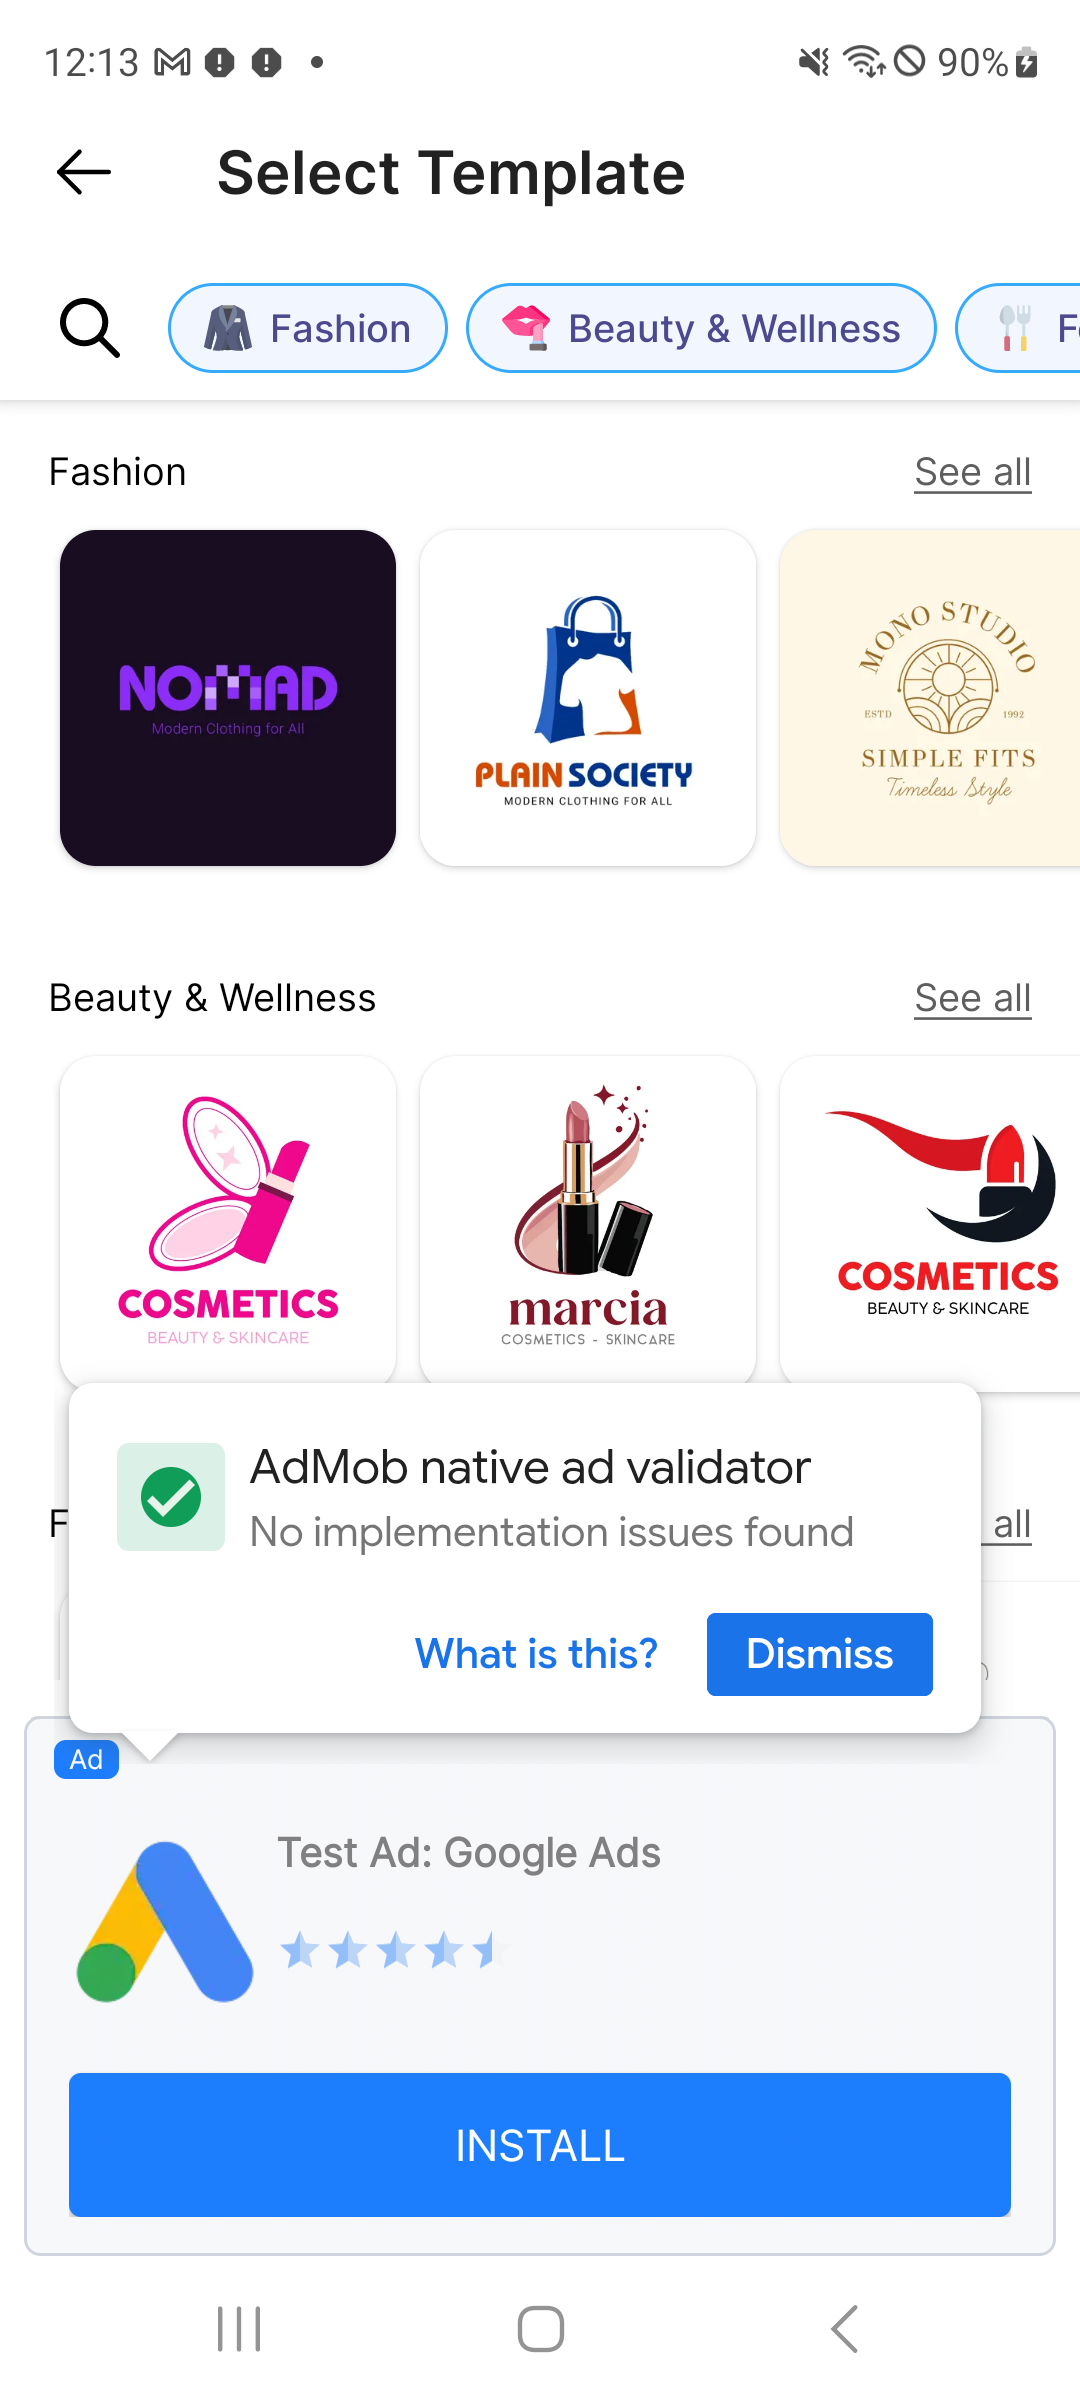 12:13
90%
Select Template
Fashion
Beauty & Wellness
Fashion
See all
NOMAD
Modern Clothing for All
PLAIN SOCIETY
MODERN CLOTHING FOR ALL
MONO STUDIO
ESTD 1992
SIMPLE FITS
Timeless Style
Beauty & Wellness
See all
COSMETICS
BEAUTY & SKINCARE
marcia
COSMETICS - SKINCARE
COSMETICS
BEAUTY & SKINCARE
AdMob native ad validator
No implementation issues found
all
What is this?
Dismiss
Ad
Test Ad: Google Ads
INSTALL